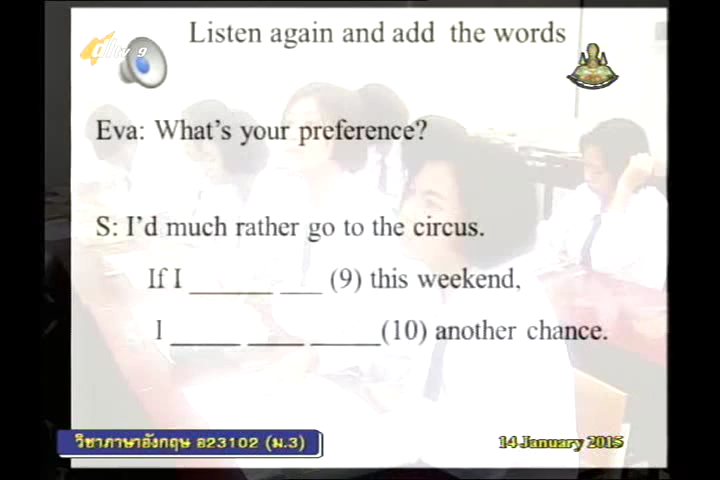 Listen again and add the words
Eva: What's your preference?
S: I'd much rather go to the circus.
If I ______ ___ (9) this weekend,
I _____ ____ _____(10) another chance.
วิชาภาษาอังกฤษ อ23102 (ม.3)
14 January 2015